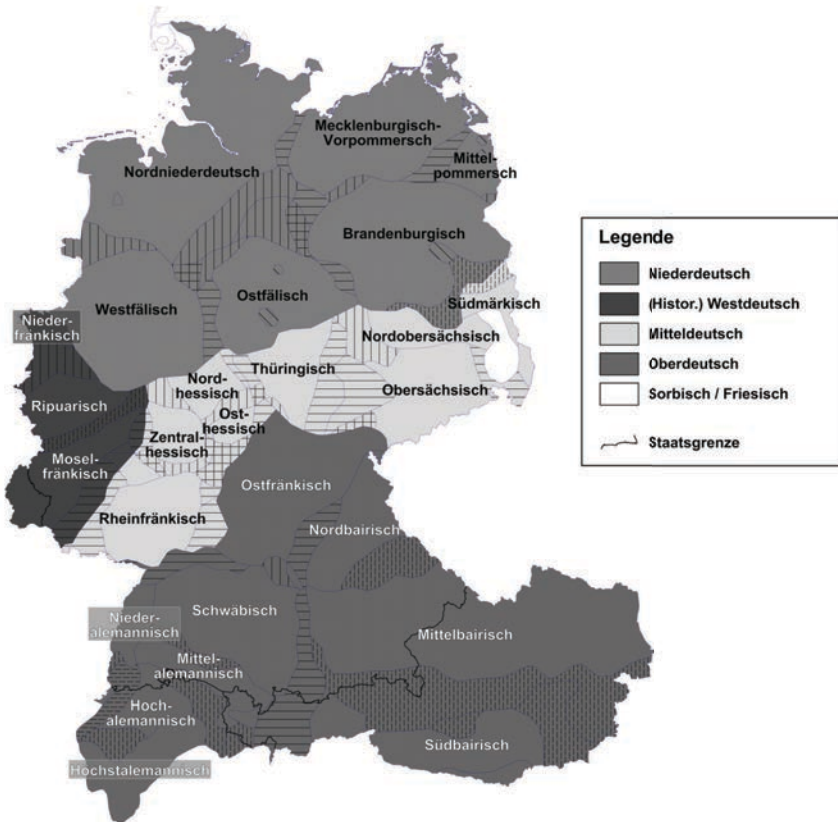 Mecklenburgisch-
Vorpommersch
Mittel-
pommersch
Nordniederdeutsch
Brandenburgisch
Westfälisch
Ostfälisch
Südmärkisch
Nieder-
fränkisch
Nordobersächsisch
Thüringisch
Nord-
hessisch
Obersächsisch
Ripuarisch
Ost-
hessisch
Zentral-
hessisch
Mosel-
fränkisch
Ostfränkisch
Rheinfränkisch
Nordbairisch
Schwäbisch
Nieder-
alemannisch
Mittelbairisch
Mittel-
alemannisch
Hoch-
alemannisch
Südbairisch
Höchstalemannisch
Legende
Niederdeutsch
(Histor.) Westdeutsch
Mitteldeutsch
Oberdeutsch
Sorbisch / Friesisch
Staatsgrenze